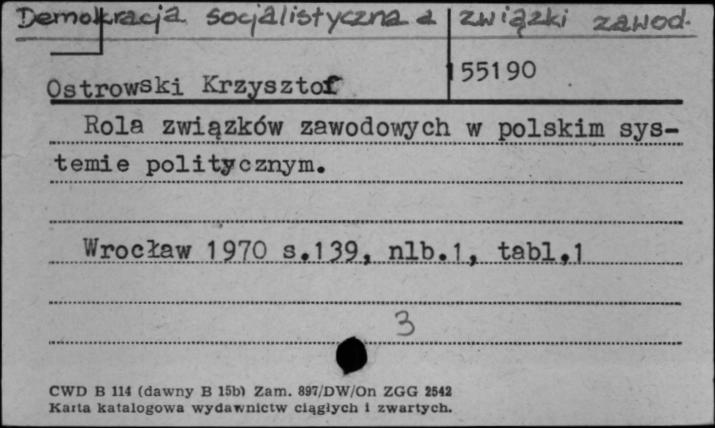 Demokracja socjalistyczna a związki zawod.
155190
Ostrowski Krzysztof
Rola związków zawodowych w polskim sys-
temie politycznym.
Wrocław 1970 s.139, nlb.1, tabl.1
3
CWD B 114 (dawny B 15b) Zam. 897/DW/On ZGG 2542
Karta katalogowa wydawnictw ciągłych i zwartych.